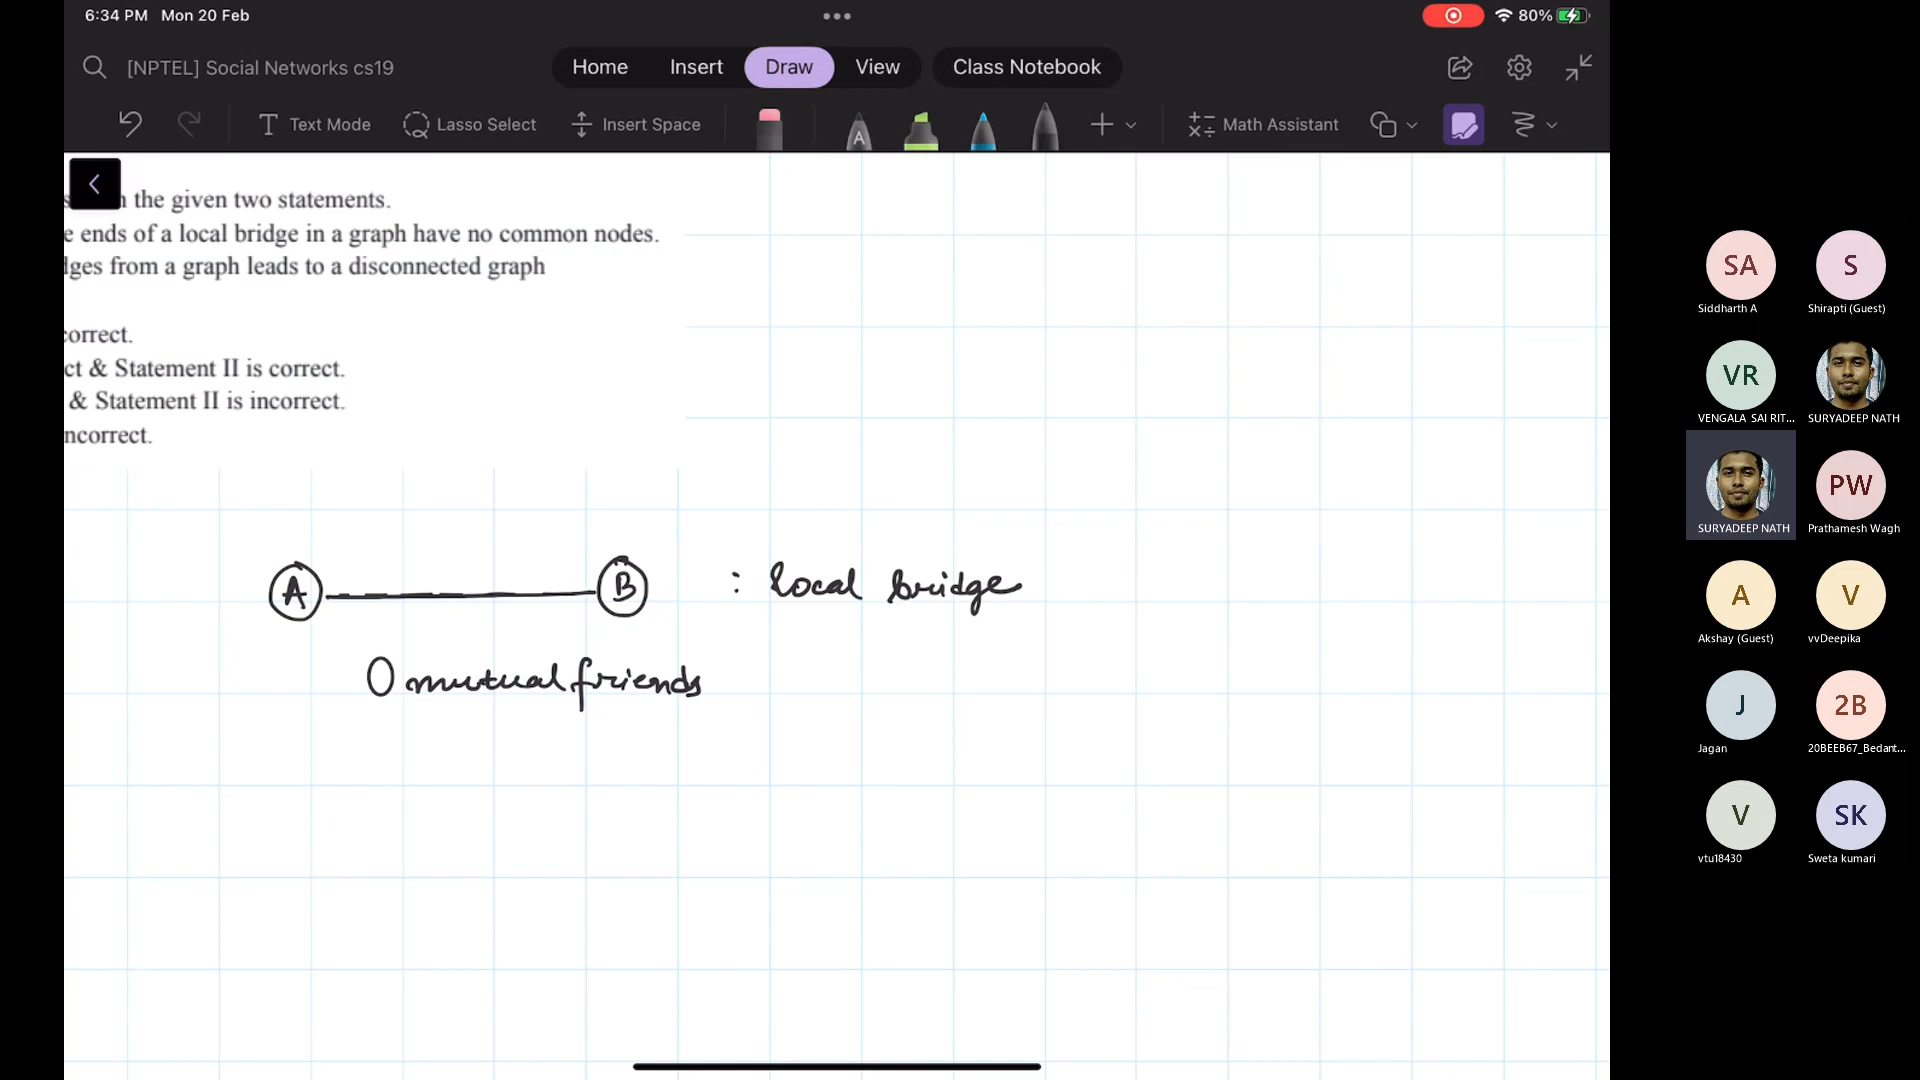 6:34 PM Mon 20 Feb
80%
[NPTEL] Social Networks cs19
Home Insert Draw View Class Notebook
Text Mode Lasso Select Insert Space A Math Assistant
the given two statements.
e ends of a local bridge in a graph have no common nodes.
dges from a graph leads to a disconnected graph
correct.
ct & Statement II is correct.
& Statement II is incorrect.
ncorrect.
A B : local bridge
0 mutual friends
SA S
Siddharth A Shirapti (Guest)
VR
VENGALA SAI RIT... SURYADEEP NATH
PW
SURYADEEP NATH Prathamesh Wagh
A V
Akshay (Guest) vvDeepika
J 2B
Jagan 20BEEB67_Bedant...
V SK
vtu18430 Sweta kumari